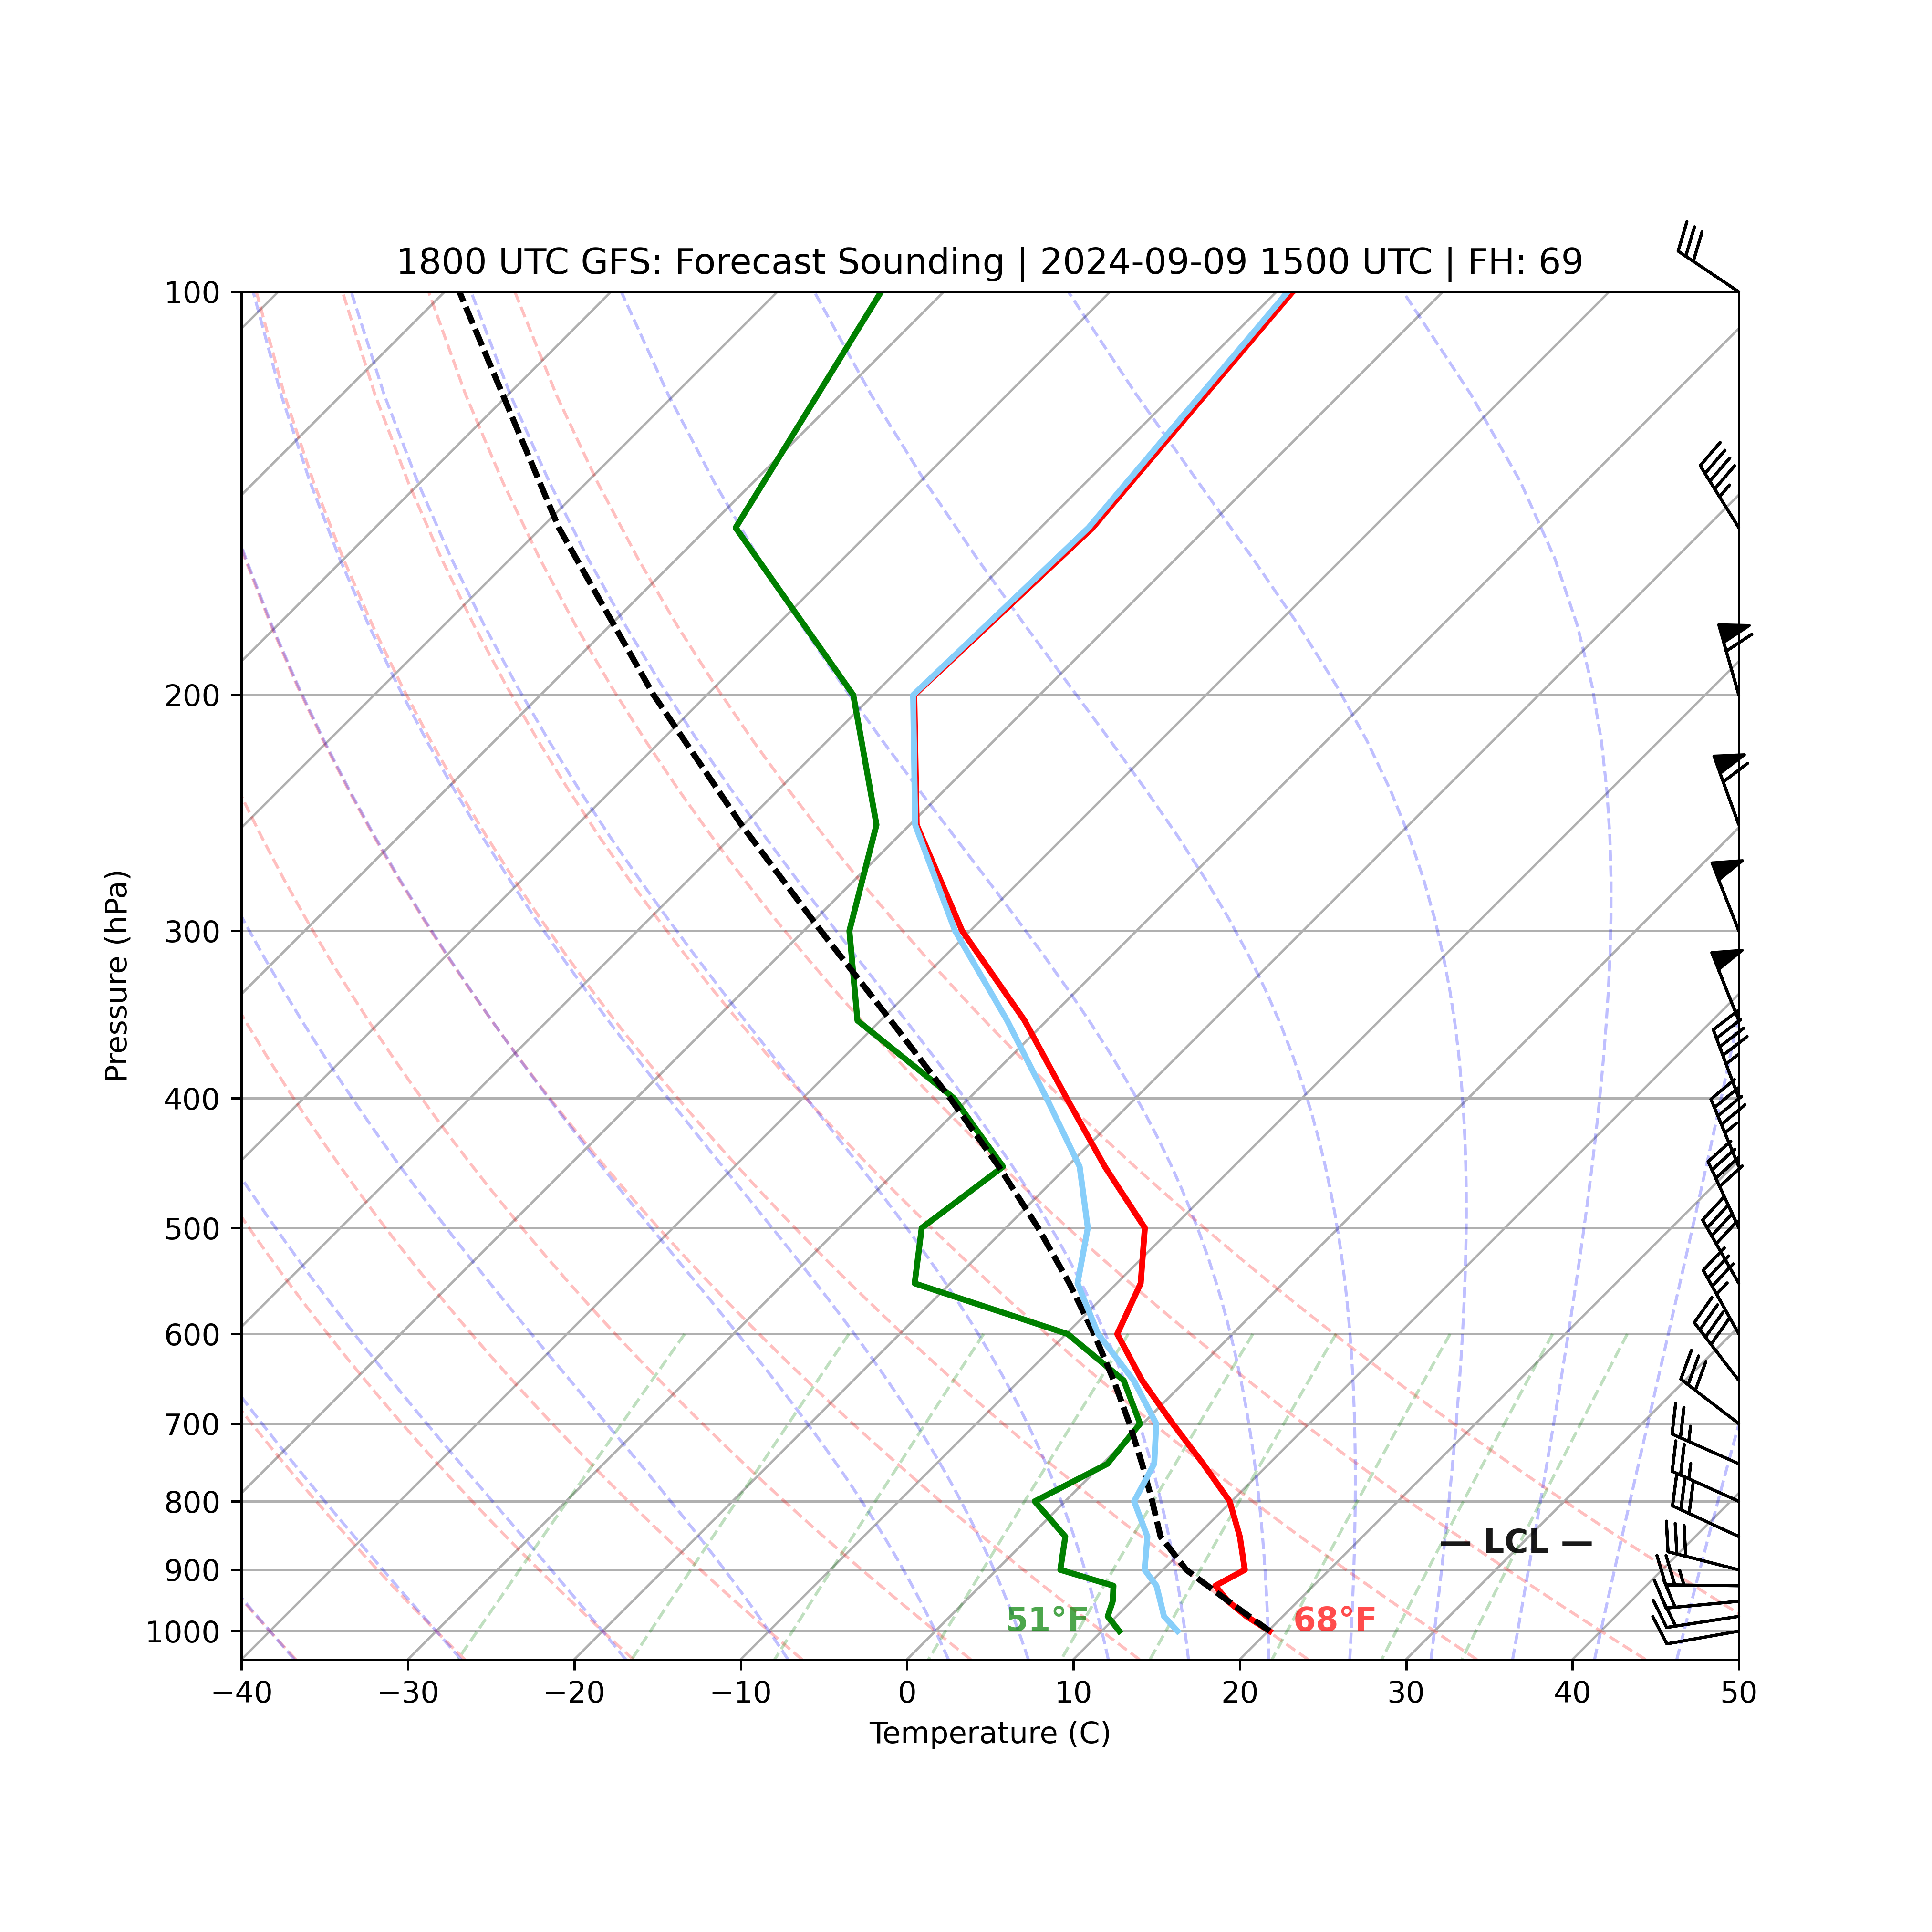 1800 UTC GFS: Forecast Sounding | 2024-09-09 1500 UTC | FH: 69
100
200
300
400
500
600
700
800
900
1000
Pressure (hPa)
— LCL —
51°F
68°F
−40 −30 −20 −10 0 10 20 30 40 50
Temperature (C)